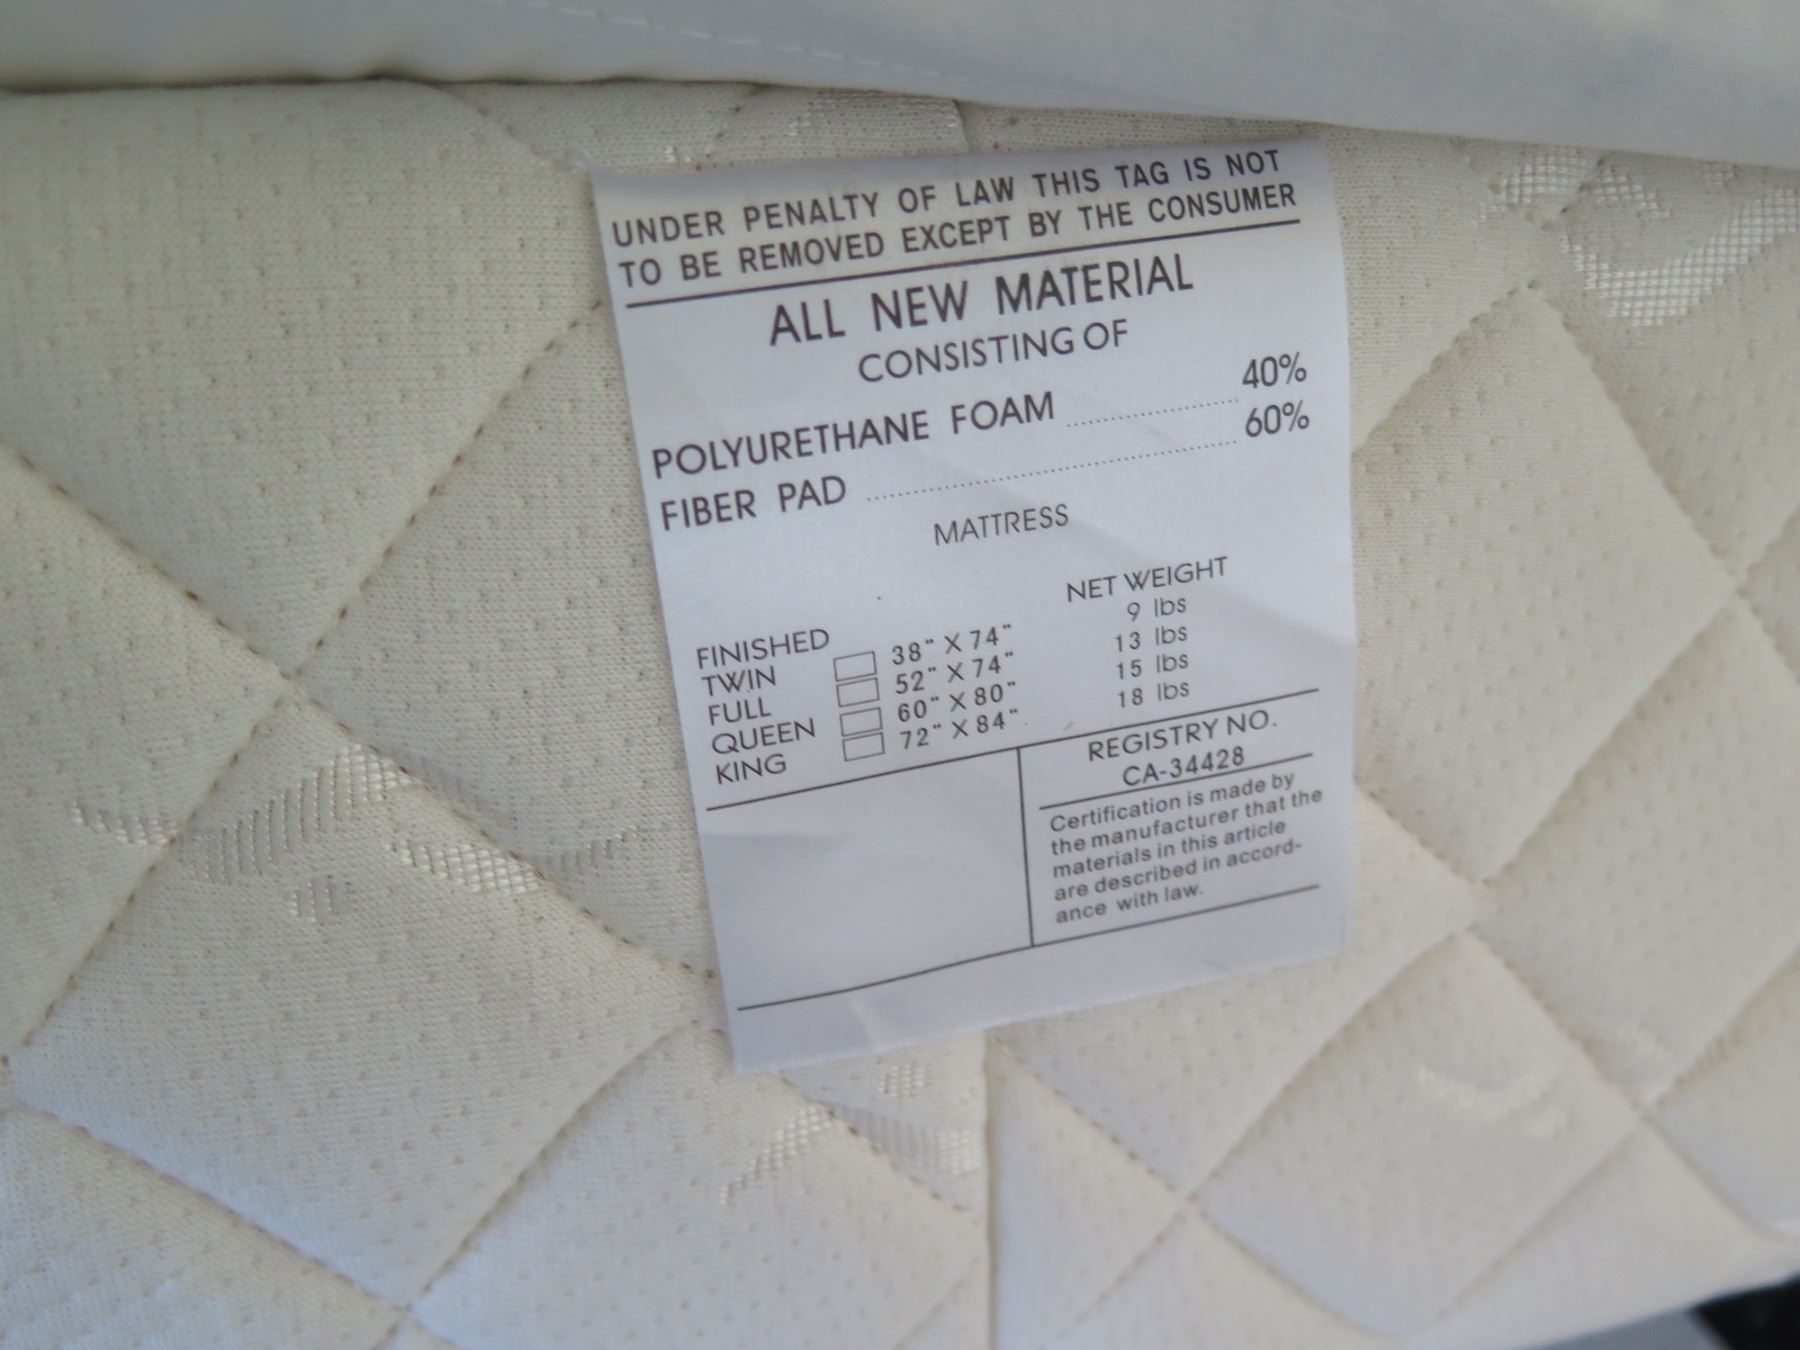 UNDER PENALTY OF LAW THIS TAG IS NOT
TO BE REMOVED EXCEPT BY THE CONSUMER
ALL NEW MATERIAL
CONSISTING OF
POLYURETHANE FOAM 40%
FIBER PAD 60%
MATTRESS
FINISHED NET WEIGHT
TWIN 38" X 74" 9 lbs
FULL 52" X 74" 13 lbs
QUEEN 60" X 80" 15 lbs
KING 72" X 84" 18 lbs
REGISTRY NO.
CA-34428
Certification is made by
the manufacturer that the
materials in this article
are described in accord-
ance with law.